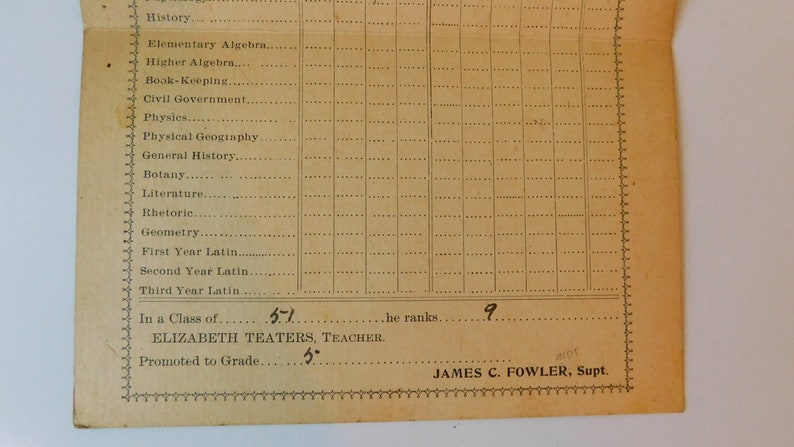 History
Elementary Algebra
Higher Algebra
Book-Keeping
Civil Government
Physics
Physical Geography
General History
Botany
Literature
Rhetoric
Geometry
First Year Latin
Second Year Latin
Third Year Latin
In a Class of 51 he ranks 9
ELIZABETH TEATERS, TEACHER.
Promoted to Grade 5
JAMES C. FOWLER, Supt.